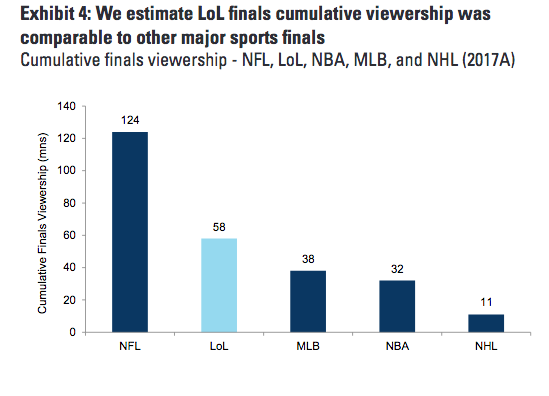 Exhibit 4: We estimate LoL finals cumulative viewership was
comparable to other major sports finals
Cumulative finals viewership - NFL, LoL, NBA, MLB, and NHL (2017A)
Cumulative Finals Viewership (mns)
140
120
100
80
60
40
20
0
124
58
38
32
11
NFL
LoL
MLB
NBA
NHL